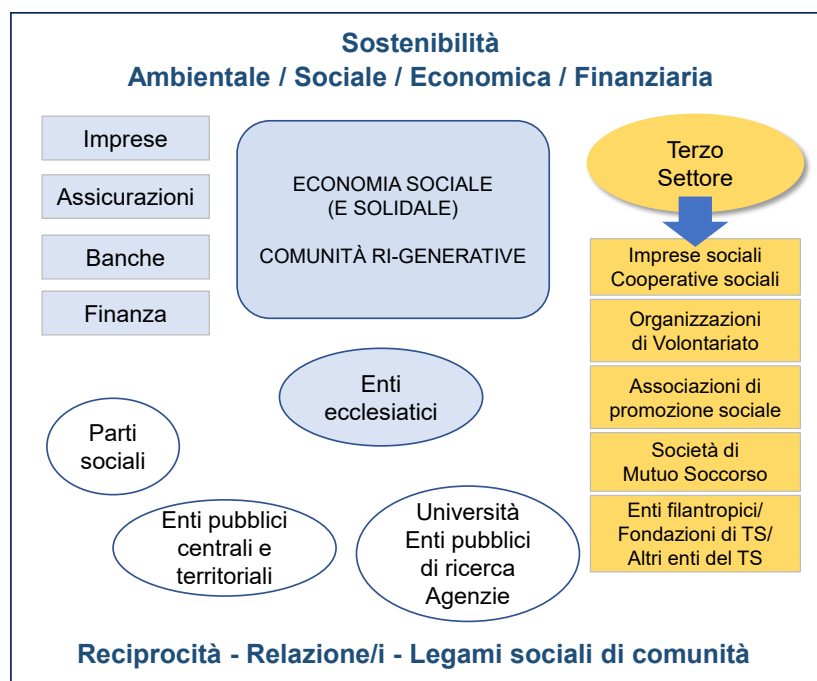 Sostenibilità
Ambientale / Sociale / Economica / Finanziaria
Imprese
Assicurazioni
Banche
Finanza
ECONOMIA SOCIALE
(E SOLIDALE)
COMUNITÀ RI-GENERATIVE
Terzo
Settore
Imprese sociali
Cooperative sociali
Organizzazioni
di Volontariato
Associazioni di
promozione sociale
Società di
Mutuo Soccorso
Enti filantropici/
Fondazioni di TS/
Altri enti del TS
Enti
ecclesiatici
Parti
sociali
Enti pubblici
centrali e
territoriali
Università
Enti pubblici
di ricerca
Agenzie
Reciprocità - Relazione/i - Legami sociali di comunità